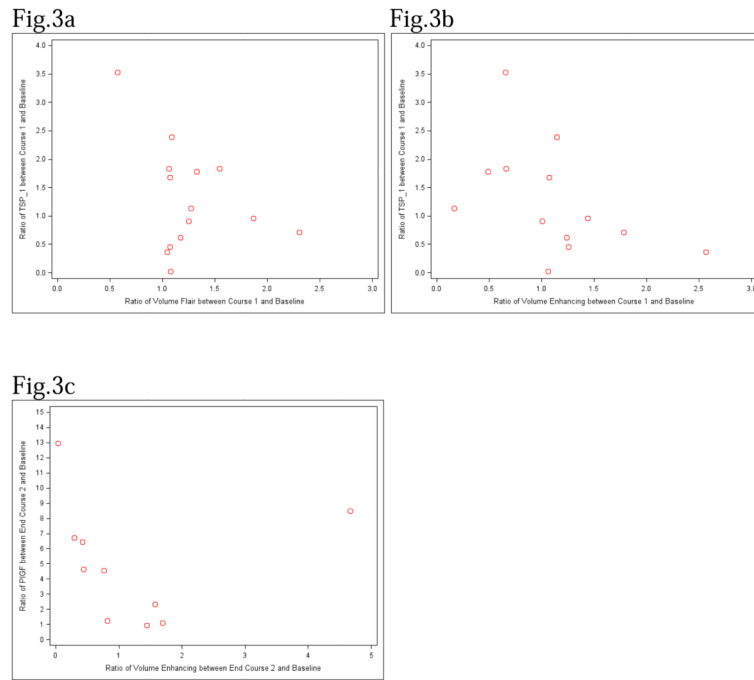 Fig.3a
4.0
3.5
3.0
2.5
2.0
1.5
1.0
0.5
0.0
Ratio of TSP_1 between Course 1 and Baseline
0.0 0.5 1.0 1.5 2.0 2.5 3.0
Ratio of Volume Flair between Course 1 and Baseline
Fig.3b
4.0
3.5
3.0
2.5
2.0
1.5
1.0
0.5
0.0
Ratio of TSP_1 between Course 1 and Baseline
0.0 0.5 1.0 1.5 2.0 2.5 3.0
Ratio of Volume Enhancing between Course 1 and Baseline
Fig.3c
15
14
13
12
11
10
9
8
7
6
5
4
3
2
1
0
Ratio of PlGF between End Course 2 and Baseline
0 1 2 3 4 5
Ratio of Volume Enhancing between End Course 2 and Baseline